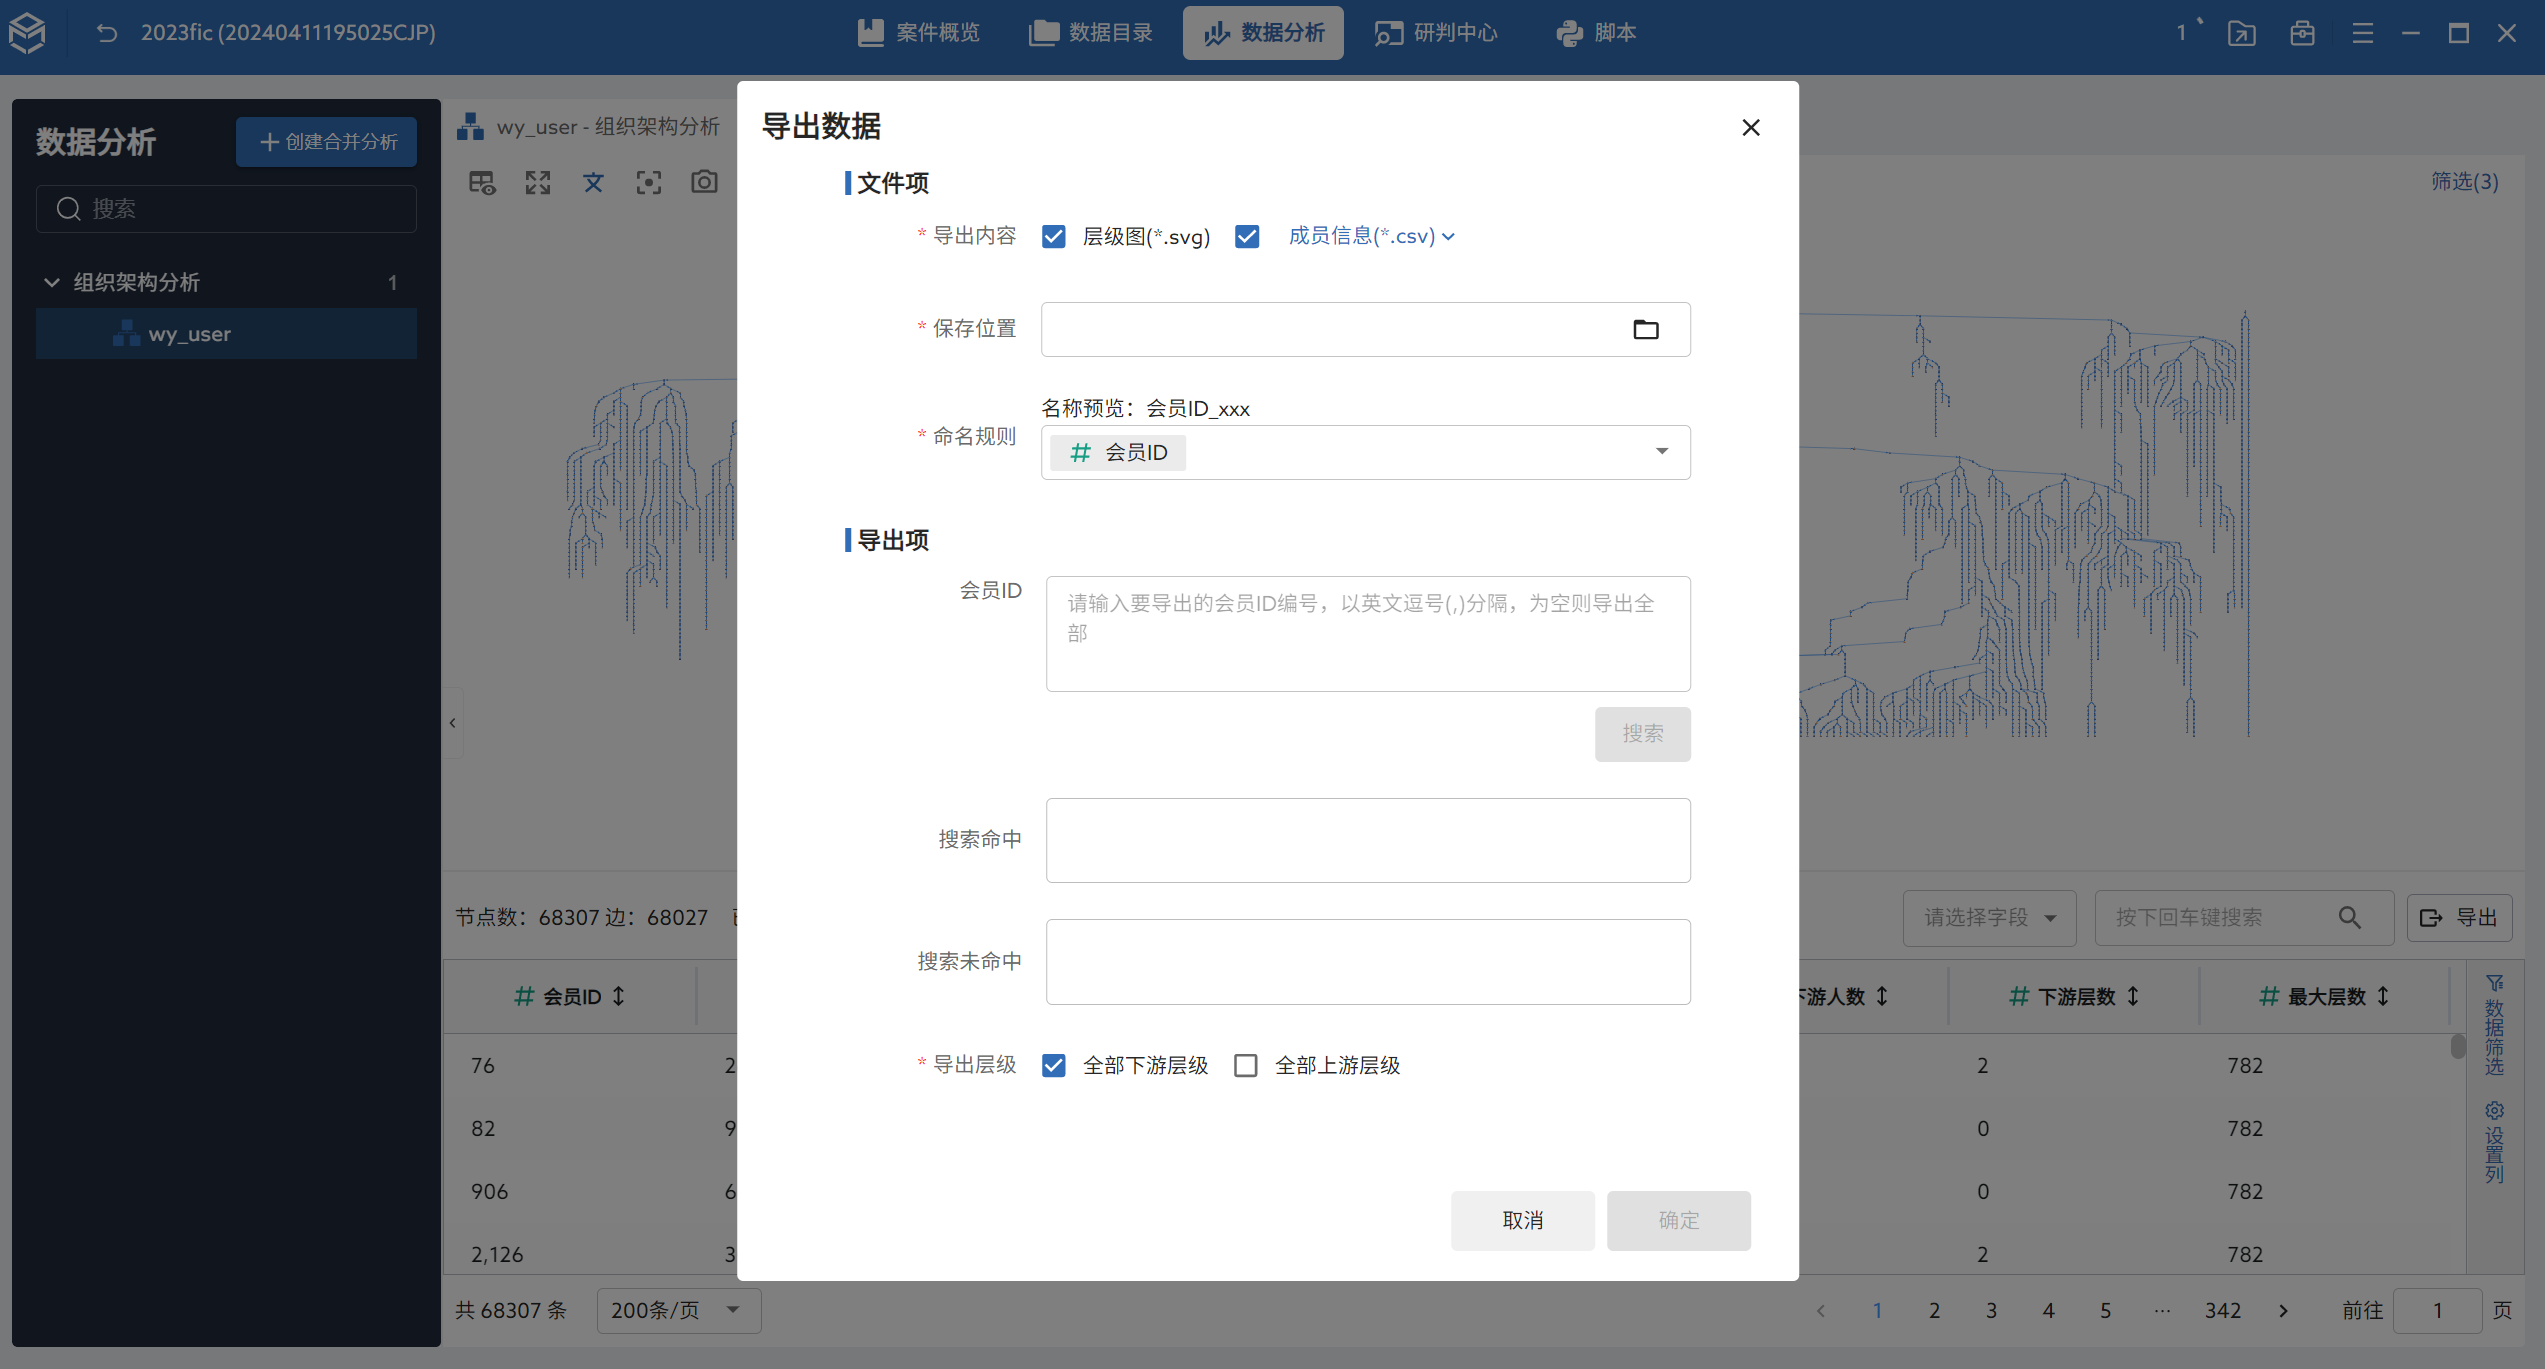 2023fic (20240411195025CJP)
案件概览
数据目录
数据分析
研判中心
脚本
1
数据分析
创建合并分析
搜索
组织架构分析
1
wy_user
wy_user - 组织架构分析
筛选(3)
导出数据
文件项
* 导出内容
层级图(*.svg)
成员信息(*.csv)
* 保存位置
名称预览：会员ID_xxx
* 命名规则
# 会员ID
导出项
会员ID
请输入要导出的会员ID编号，以英文逗号(,)分隔，为空则导出全
部
搜索
搜索命中
搜索未命中
* 导出层级
全部下游层级
全部上游层级
取消
确定
节点数：68307 边：68027
请选择字段
按下回车键搜索
导出
# 会员ID
下游人数
# 下游层数
# 最大层数
76
2
2
782
82
9
0
782
906
6
0
782
2,126
3
2
782
数据筛选
设置列
共 68307 条
200条/页
1
2
3
4
5
···
342
前往
1
页